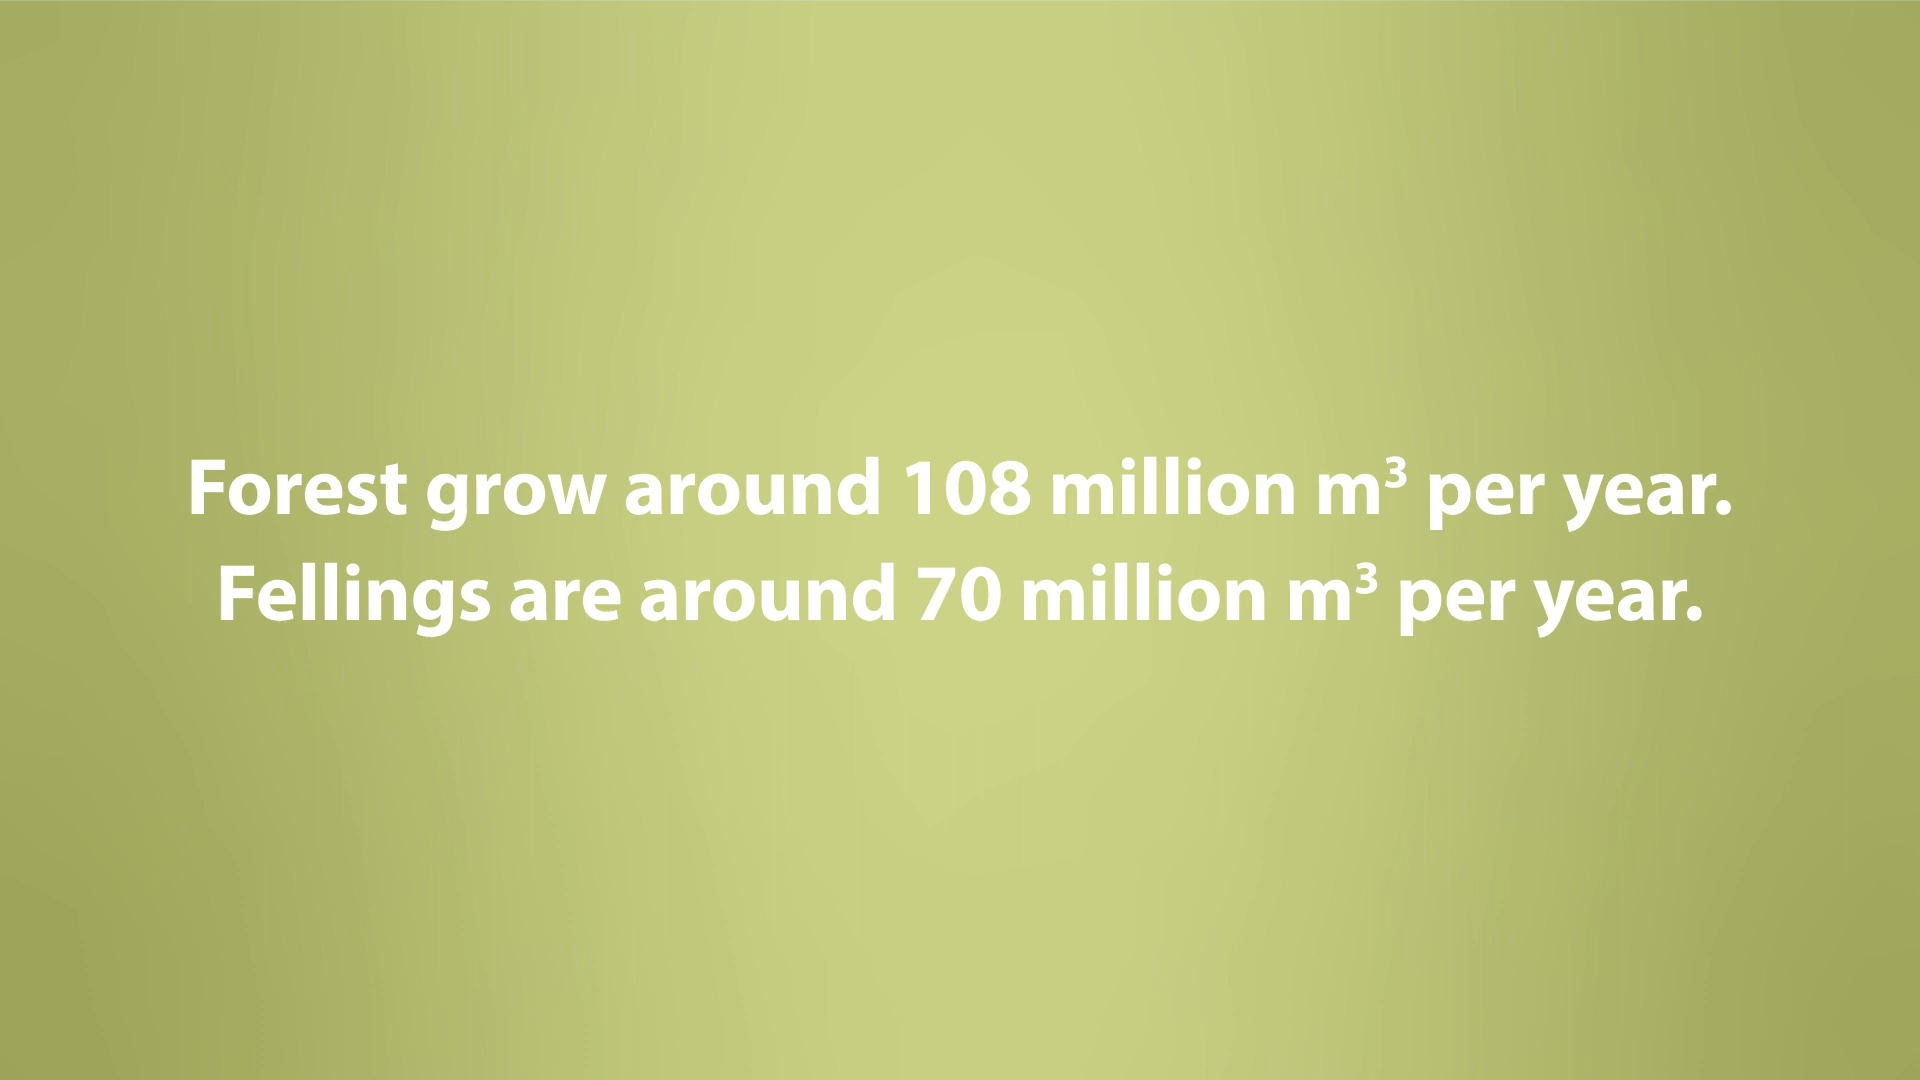 Forest grow around 108 million m³ per year.
Fellings are around 70 million m³ per year.